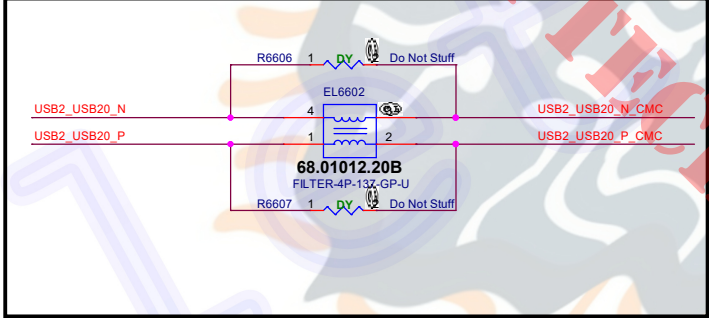 R6606 1 DY 2 Do Not Stuff
EL6602
USB2_USB20_N 4 USB2_USB20_N_CMC
USB2_USB20_P 1 2 USB2_USB20_P_CMC
68.01012.20B
FILTER-4P-137-GP-U
R6607 1 DY 2 Do Not Stuff